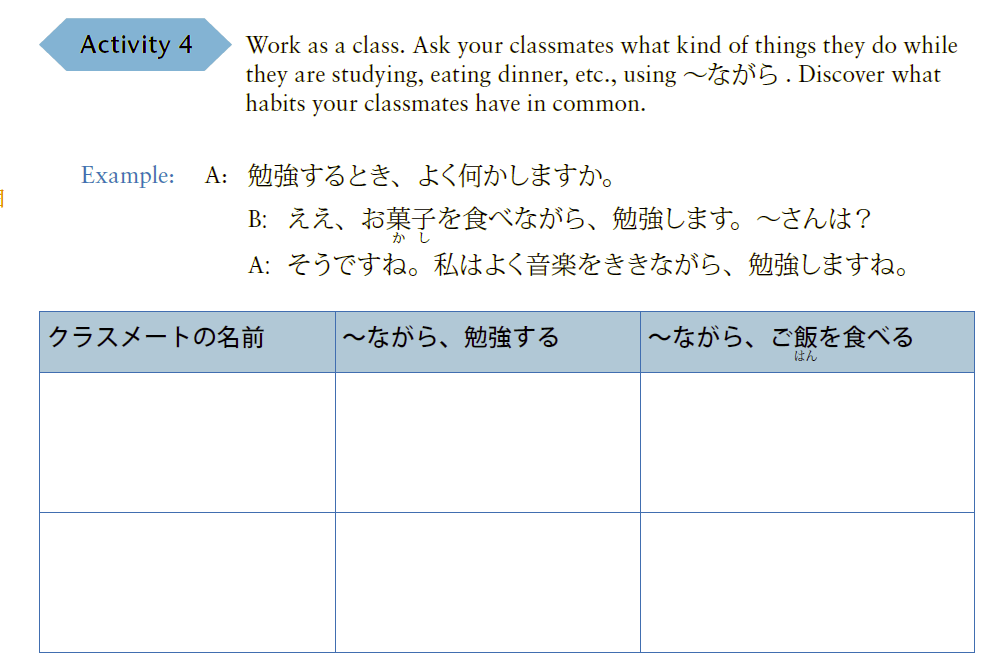 Activity 4
Work as a class. Ask your classmates what kind of things they do while
they are studying, eating dinner, etc., using 〜ながら . Discover what
habits your classmates have in common.
Example: A: 勉強するとき、よく何かしますか。
B: ええ、お菓子を食べながら、勉強します。〜さんは？
か し
A: そうですね。私はよく音楽をききながら、勉強しますね。
クラスメートの名前 〜ながら、勉強する 〜ながら、ご飯を食べる
はん